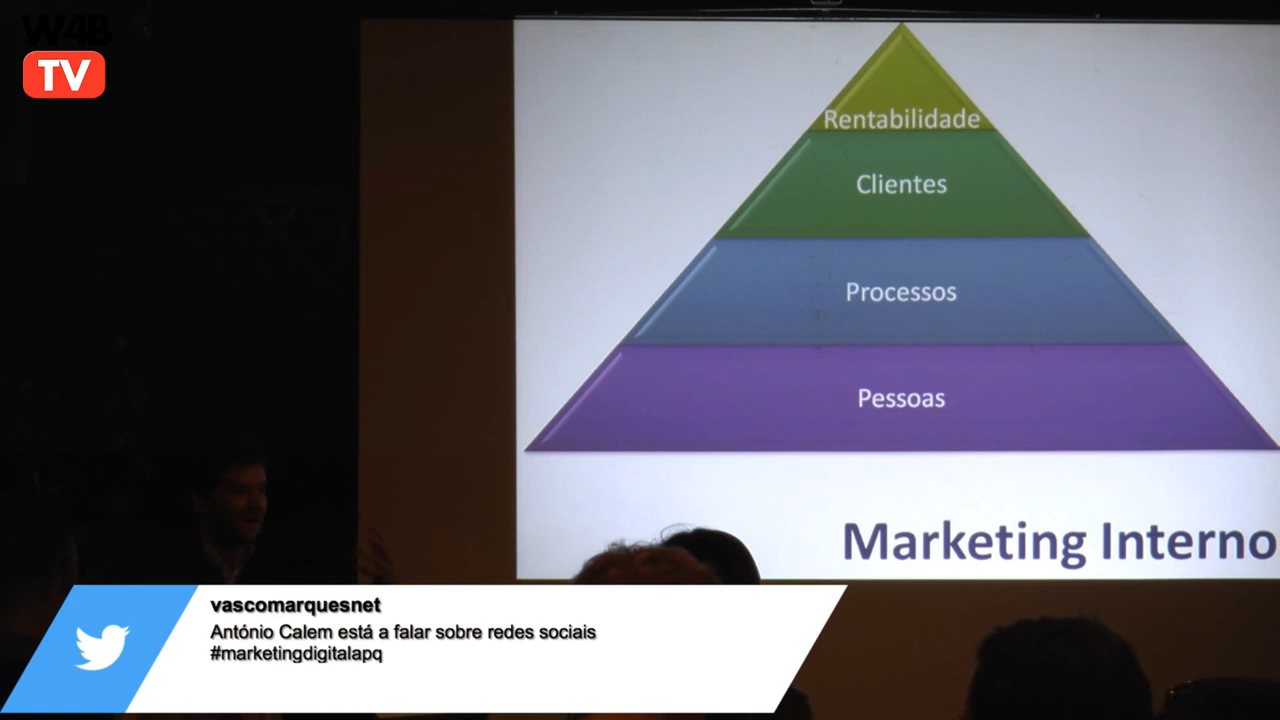 W4B
TV
Rentabilidade
Clientes
Processos
Pessoas
Marketing Interno
vascomarquesnet
António Calem está a falar sobre redes sociais
#marketingdigitalapq